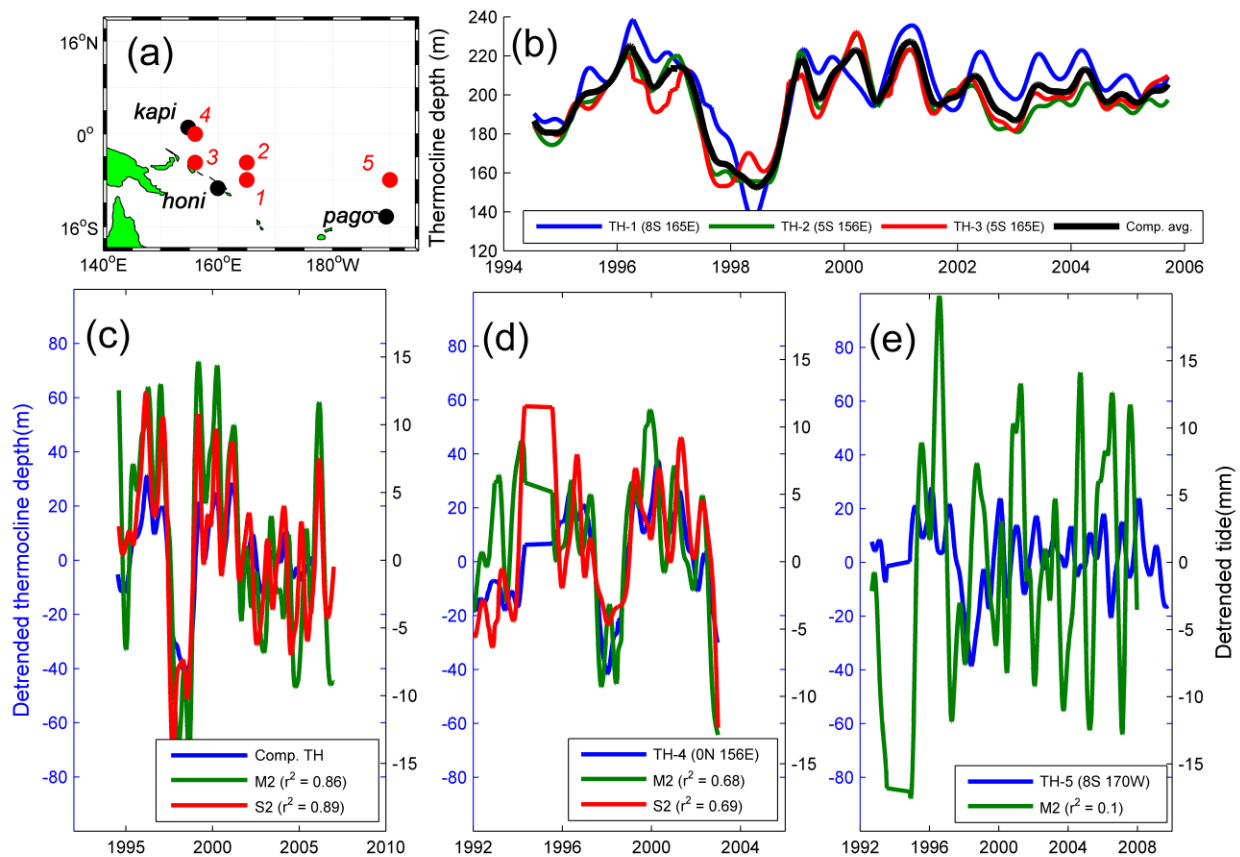 (a)
16°N
0°
16°S
140°E
160°E
180°W
kapi
4
3
2
5
honi
1
pago
(b)
Thermocline depth (m)
240
220
200
180
160
140
120
TH-1 (8S 165E)
TH-2 (5S 156E)
TH-3 (5S 165E)
Comp. avg.
1994
1996
1998
2000
2002
2004
2006
(c)
Detrended thermocline depth(m)
80
60
40
20
0
-20
-40
-60
-80
15
10
5
0
-5
-10
-15
Comp. TH
M2 (r² = 0.86)
S2 (r² = 0.89)
1995
2000
2005
2010
(d)
80
60
40
20
0
-20
-40
-60
-80
15
10
5
0
-5
-10
-15
TH-4 (0N 156E)
M2 (r² = 0.68)
S2 (r² = 0.69)
1992
1996
2000
2004
(e)
80
60
40
20
0
-20
-40
-60
-80
15
10
5
0
-5
-10
-15
Detrended tide(mm)
TH-5 (8S 170W)
M2 (r² = 0.1)
1992
1996
2000
2004
2008